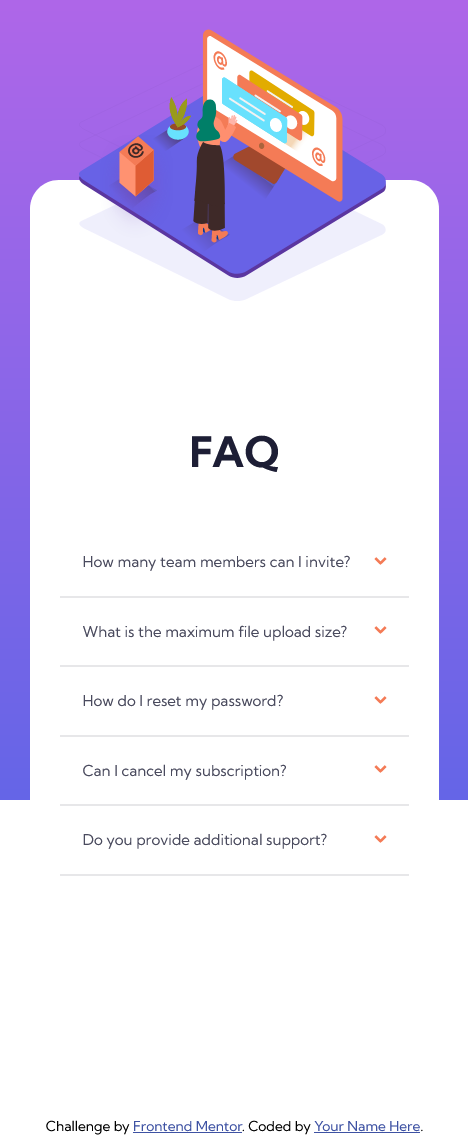 FAQ
How many team members can I invite?
What is the maximum file upload size?
How do I reset my password?
Can I cancel my subscription?
Do you provide additional support?
Challenge by Frontend Mentor. Coded by Your Name Here.